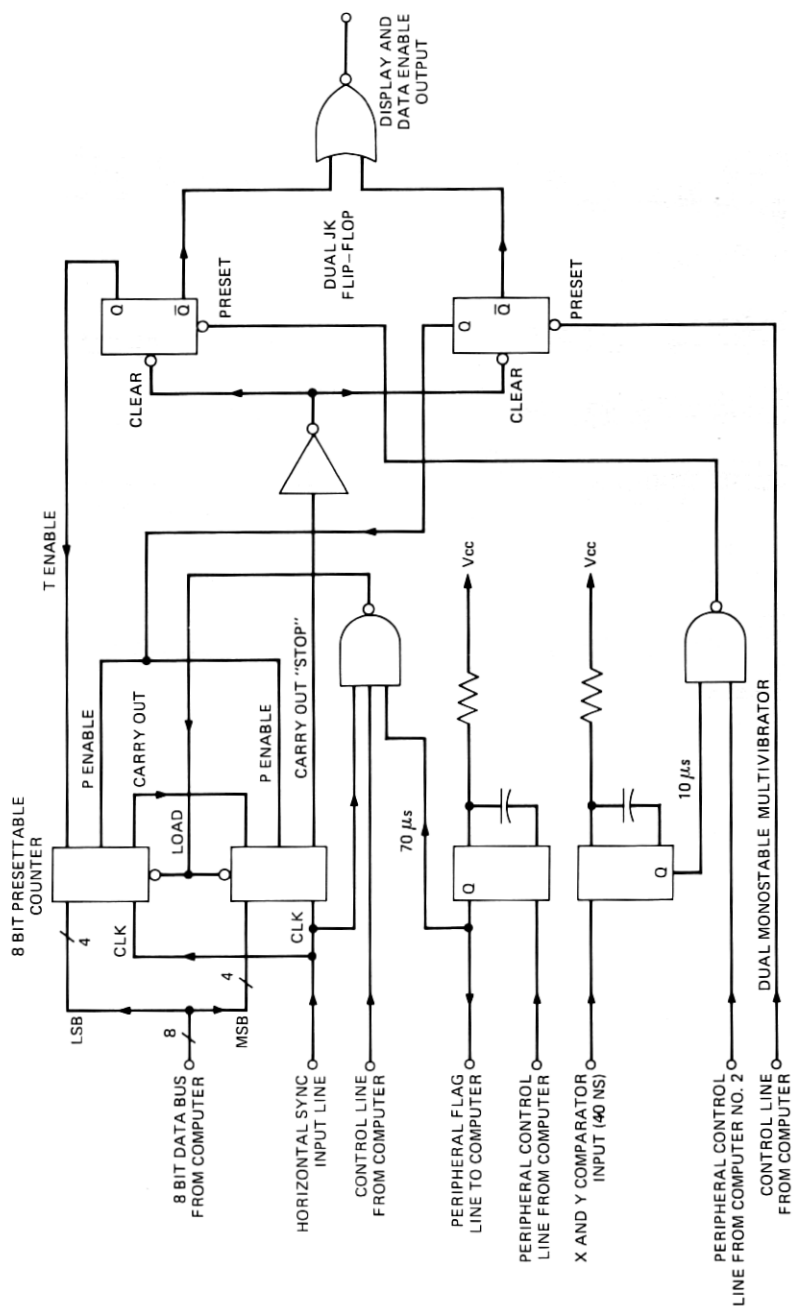 8 BIT PRESETTABLE
COUNTER
T ENABLE
P ENABLE
CARRY OUT
LOAD
P ENABLE
CARRY OUT "STOP"
LSB
4
CLK
8
MSB
4
CLK
8 BIT DATA BUS
FROM COMPUTER
HORIZONTAL SYNC
INPUT LINE
CONTROL LINE
FROM COMPUTER
PERIPHERAL FLAG
LINE TO COMPUTER
PERIPHERAL CONTROL
LINE FROM COMPUTER
X AND Y COMPARATOR
INPUT (40 NS)
PERIPHERAL CONTROL
LINE FROM COMPUTER NO. 2
CONTROL LINE
FROM COMPUTER
70 μs
Q
Vcc
Q
10 μs
Vcc
DUAL MONOSTABLE MULTIVIBRATOR
CLEAR
Q
Q̅
PRESET
DUAL JK
FLIP–FLOP
CLEAR
Q
Q̅
PRESET
DISPLAY AND
DATA ENABLE
OUTPUT